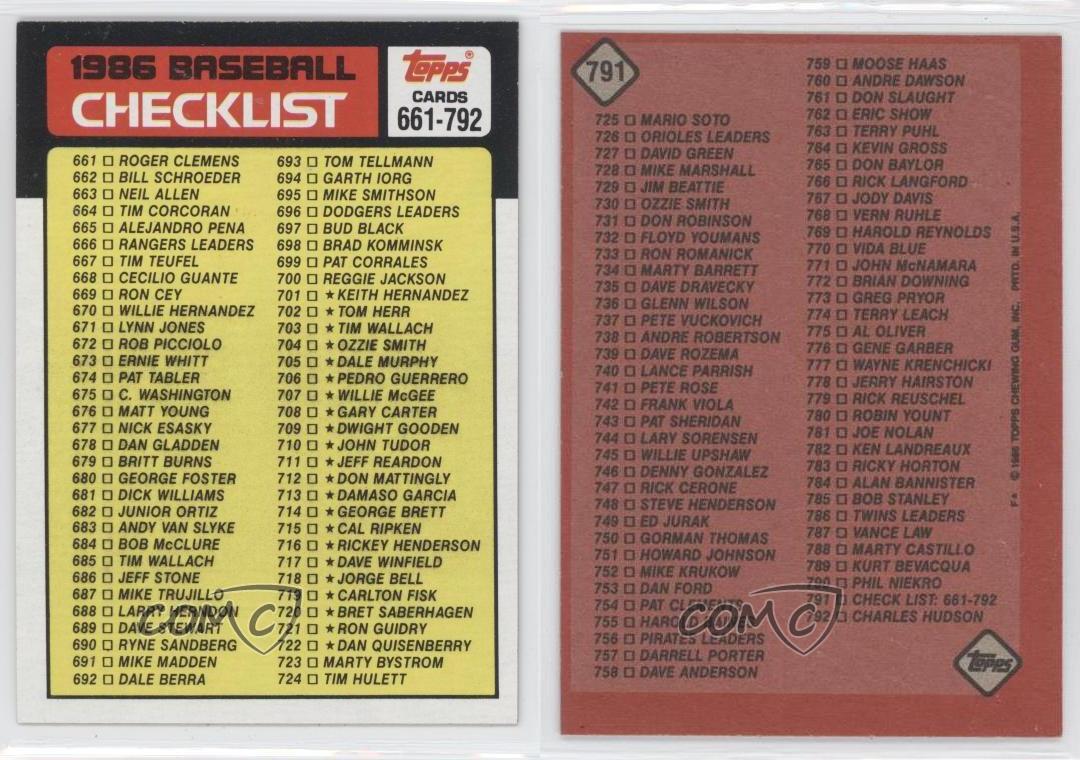 1986 BASEBALL
CHECKLIST
Topps®
CARDS
661-792
661 □ ROGER CLEMENS
662 □ BILL SCHROEDER
663 □ NEIL ALLEN
664 □ TIM CORCORAN
665 □ ALEJANDRO PENA
666 □ RANGERS LEADERS
667 □ TIM TEUFEL
668 □ CECILIO GUANTE
669 □ RON CEY
670 □ WILLIE HERNANDEZ
671 □ LYNN JONES
672 □ ROB PICCIOLO
673 □ ERNIE WHITT
674 □ PAT TABLER
675 □ C. WASHINGTON
676 □ MATT YOUNG
677 □ NICK ESASKY
678 □ DAN GLADDEN
679 □ BRITT BURNS
680 □ GEORGE FOSTER
681 □ DICK WILLIAMS
682 □ JUNIOR ORTIZ
683 □ ANDY VAN SLYKE
684 □ BOB McCLURE
685 □ TIM WALLACH
686 □ JEFF STONE
687 □ MIKE TRUJILLO
688 □ LARRY HERNDON
689 □ DAVE STEWART
690 □ RYNE SANDBERG
691 □ MIKE MADDEN
692 □ DALE BERRA
693 □ TOM TELLMANN
694 □ GARTH IORG
695 □ MIKE SMITHSON
696 □ DODGERS LEADERS
697 □ BUD BLACK
698 □ BRAD KOMMINSK
699 □ PAT CORRALES
700 □ REGGIE JACKSON
701 □ ★ KEITH HERNANDEZ
702 □ ★ TOM HERR
703 □ ★ TIM WALLACH
704 □ ★ OZZIE SMITH
705 □ ★ DALE MURPHY
706 □ ★ PEDRO GUERRERO
707 □ ★ WILLIE McGEE
708 □ ★ GARY CARTER
709 □ ★ DWIGHT GOODEN
710 □ ★ JOHN TUDOR
711 □ ★ JEFF REARDON
712 □ ★ DON MATTINGLY
713 □ ★ DAMASO GARCIA
714 □ ★ GEORGE BRETT
715 □ ★ CAL RIPKEN
716 □ ★ RICKEY HENDERSON
717 □ ★ DAVE WINFIELD
718 □ ★ JORGE BELL
719 □ ★ CARLTON FISK
720 □ ★ BRET SABERHAGEN
721 □ ★ RON GUIDRY
722 □ ★ DAN QUISENBERRY
723 □ MARTY BYSTROM
724 □ TIM HULETT
COMC
791
725 □ MARIO SOTO
726 □ ORIOLES LEADERS
727 □ DAVID GREEN
728 □ MIKE MARSHALL
729 □ JIM BEATTIE
730 □ OZZIE SMITH
731 □ DON ROBINSON
732 □ FLOYD YOUMANS
733 □ RON ROMANICK
734 □ MARTY BARRETT
735 □ DAVE DRAVECKY
736 □ GLENN WILSON
737 □ PETE VUCKOVICH
738 □ ANDRE ROBERTSON
739 □ DAVE ROZEMA
740 □ LANCE PARRISH
741 □ PETE ROSE
742 □ FRANK VIOLA
743 □ PAT SHERIDAN
744 □ LARY SORENSEN
745 □ WILLIE UPSHAW
746 □ DENNY GONZALEZ
747 □ RICK CERONE
748 □ STEVE HENDERSON
749 □ ED JURAK
750 □ GORMAN THOMAS
751 □ HOWARD JOHNSON
752 □ MIKE KRUKOW
753 □ DAN FORD
754 □ PAT CLEMENTS
755 □
756 □ PIRATES LEADERS
757 □ DARRELL PORTER
758 □ DAVE ANDERSON
759 □ MOOSE HAAS
760 □ ANDRE DAWSON
761 □ DON SLAUGHT
762 □ ERIC SHOW
763 □ TERRY PUHL
764 □ KEVIN GROSS
765 □ DON BAYLOR
766 □ RICK LANGFORD
767 □ JODY DAVIS
768 □ VERN RUHLE
769 □ HAROLD REYNOLDS
770 □ VIDA BLUE
771 □ JOHN McNAMARA
772 □ BRIAN DOWNING
773 □ GREG PRYOR
774 □ TERRY LEACH
775 □ AL OLIVER
776 □ GENE GARBER
777 □ WAYNE KRENCHICKI
778 □ JERRY HAIRSTON
779 □ RICK REUSCHEL
780 □ ROBIN YOUNT
781 □ JOE NOLAN
782 □ KEN LANDREAUX
783 □ RICKY HORTON
784 □ ALAN BANNISTER
785 □ BOB STANLEY
786 □ TWINS LEADERS
787 □ VANCE LAW
788 □ MARTY CASTILLO
789 □ KURT BEVACQUA
790 □ PHIL NIEKRO
791 □ CHECK LIST: 661-792
792 □ CHARLES HUDSON
F* © 1986 TOPPS CHEWING GUM, INC. PRTD. IN U.S.A.
Topps
COMC